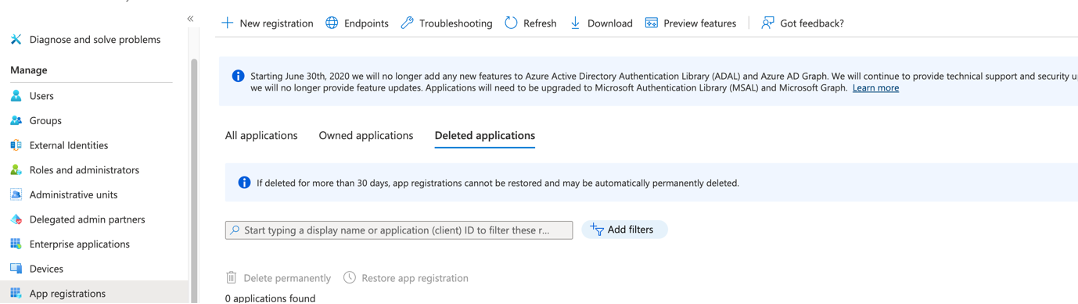 «
Diagnose and solve problems
Manage
Users
Groups
External Identities
Roles and administrators
Administrative units
Delegated admin partners
Enterprise applications
Devices
App registrations
New registration
Endpoints
Troubleshooting
Refresh
Download
Preview features
Got feedback?
Starting June 30th, 2020 we will no longer add any new features to Azure Active Directory Authentication Library (ADAL) and Azure AD Graph. We will continue to provide technical support and security
we will no longer provide feature updates. Applications will need to be upgraded to Microsoft Authentication Library (MSAL) and Microsoft Graph. Learn more
All applications
Owned applications
Deleted applications
If deleted for more than 30 days, app registrations cannot be restored and may be automatically permanently deleted.
Start typing a display name or application (client) ID to filter these r...
Add filters
Delete permanently
Restore app registration
0 applications found